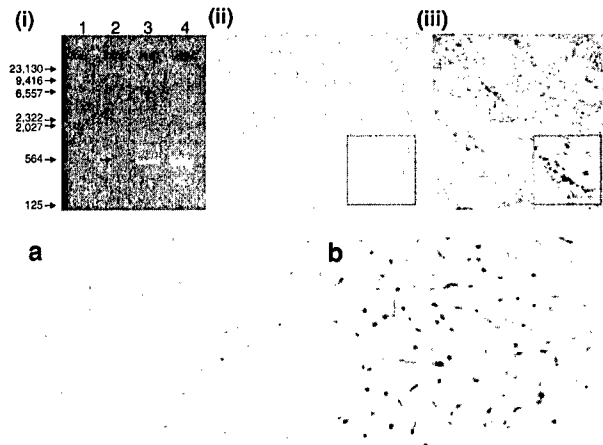 (i)
(ii)
(iii)
1 2 3 4
23,130
9,416
6,557
2,322
2,027
564
125
a
b